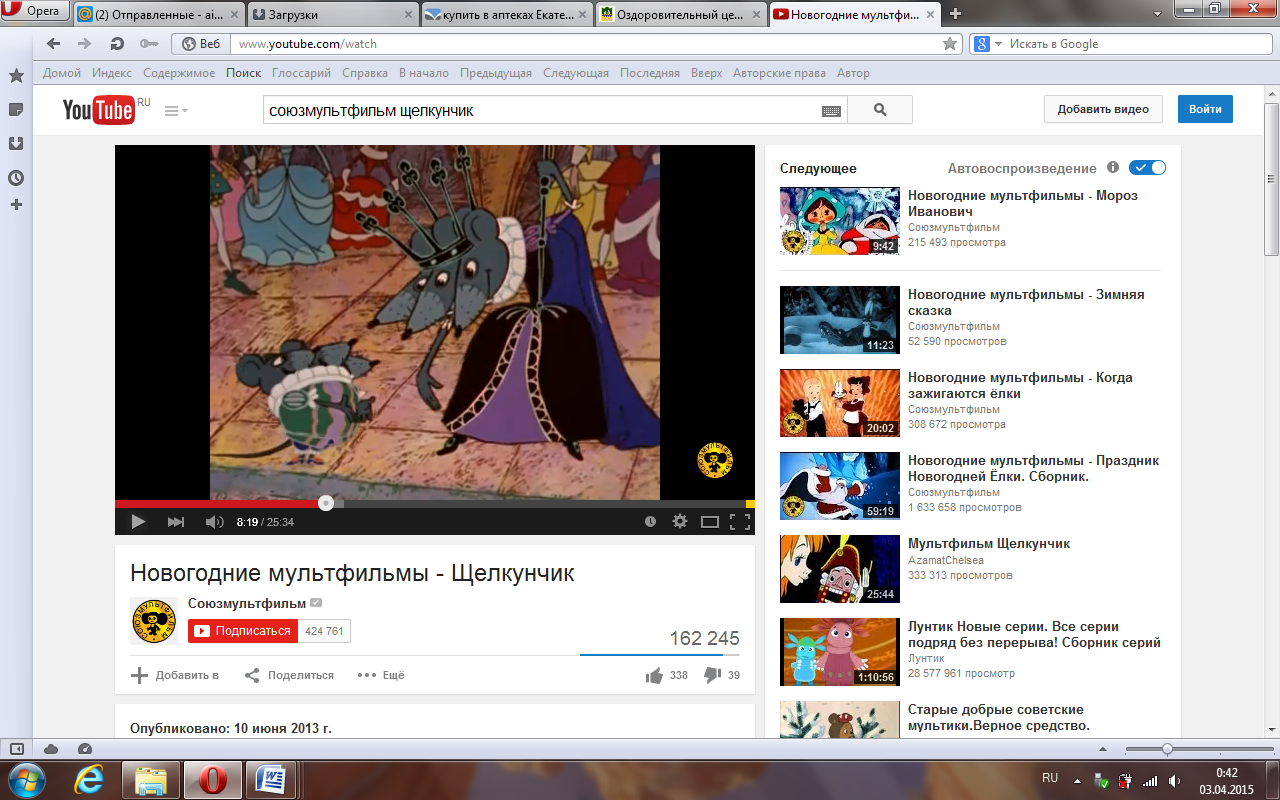 Opera
(2) Отправленные - ai...
Загрузки
купить в аптеках Екате...
Оздоровительный це...
Новогодние мультфи...
Веб
www.youtube.com/watch
Искать в Google
Домой Индекс Содержимое Поиск Глоссарий Справка В начало Предыдущая Следующая Последняя Вверх Авторские права Автор
YouTube RU
союзмультфильм щелкунчик
Добавить видео
Войти
СОЮЗМУЛЬТФИЛЬМ
8:19 / 25:34
Новогодние мультфильмы - Щелкунчик
СОЮЗМУЛЬТФИЛЬМ
Союзмультфильм
Подписаться 424 761
162 245
Добавить в Поделиться Ещё
338 39
Опубликовано: 10 июня 2013 г.
Следующее
Автовоспроизведение
9:42
Новогодние мультфильмы - Мороз
Иванович
Союзмультфильм
215 493 просмотра
11:23
Новогодние мультфильмы - Зимняя
сказка
Союзмультфильм
52 590 просмотров
20:02
Новогодние мультфильмы - Когда
зажигаются ёлки
Союзмультфильм
308 672 просмотра
59:19
Новогодние мультфильмы - Праздник
Новогодней Ёлки. Сборник.
Союзмультфильм
1 633 658 просмотров
25:44
Мультфильм Щелкунчик
AzamatChelsea
333 313 просмотров
1:10:56
Лунтик Новые серии. Все серии
подряд без перерыва! Сборник серий
Лунтик
28 577 961 просмотр
Старые добрые советские
мультики.Верное средство.
RU
0:42
03.04.2015